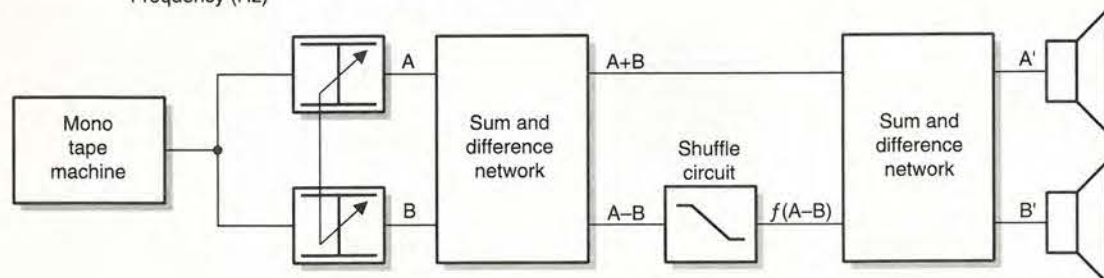 Frequency (Hz)
Mono
tape
machine
A
B
Sum and
difference
network
A+B
A–B
Shuffle
circuit
f(A–B)
Sum and
difference
network
A'
B'